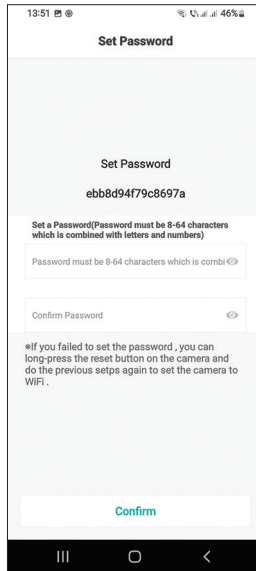 13:51 46%
Set Password
Set Password
ebb8d94f79c8697a
Set a Password(Password must be 8-64 characters
which is combined with letters and numbers)
Password must be 8-64 characters which is combi
Confirm Password
※If you failed to set the password , you can
long-press the reset button on the camera and
do the previous setps again to set the camera to
WiFi .
Confirm